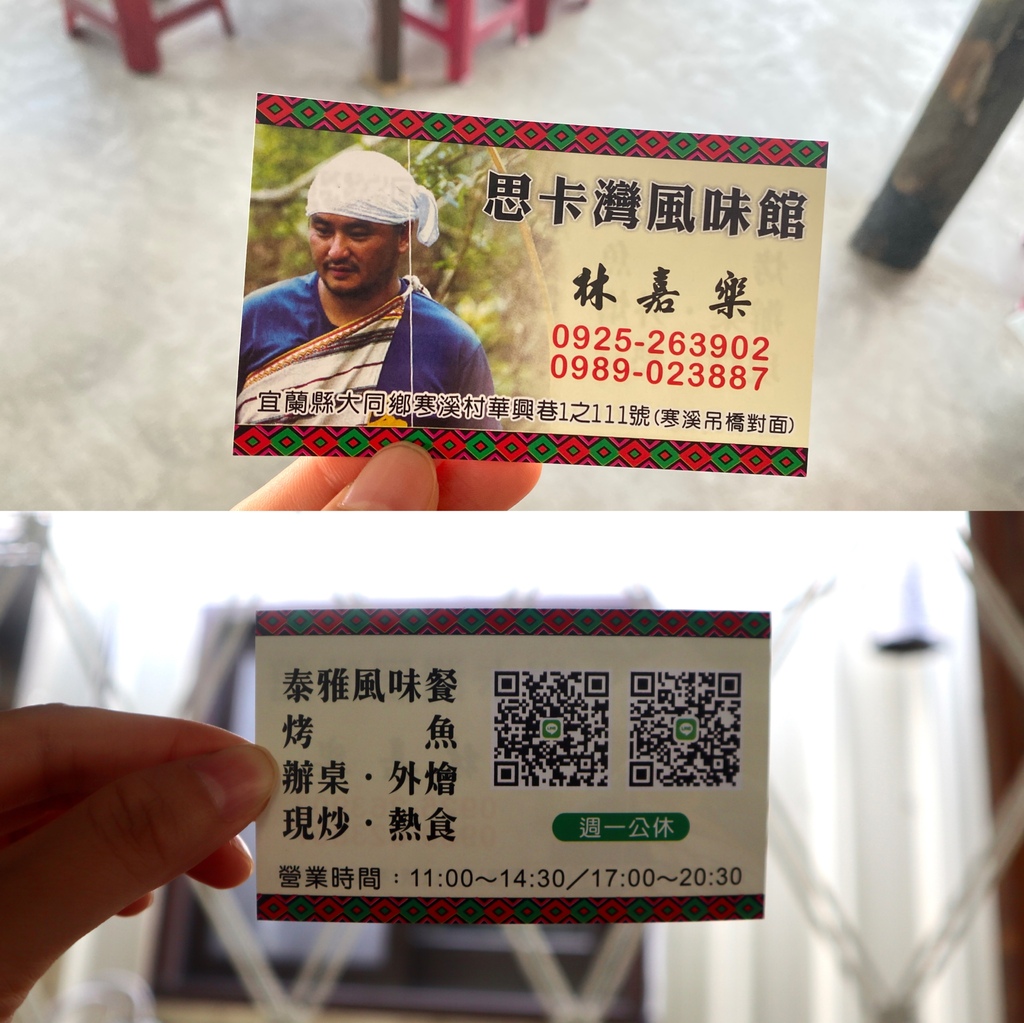 思卡灣風味館
林嘉樂
0925-263902
0989-023887
宜蘭縣大同鄉寒溪村華興巷1之111號(寒溪吊橋對面)
泰雅風味餐
烤魚
辦桌·外燴
現炒·熱食
週一公休
營業時間：11:00～14:30／17:00～20:30